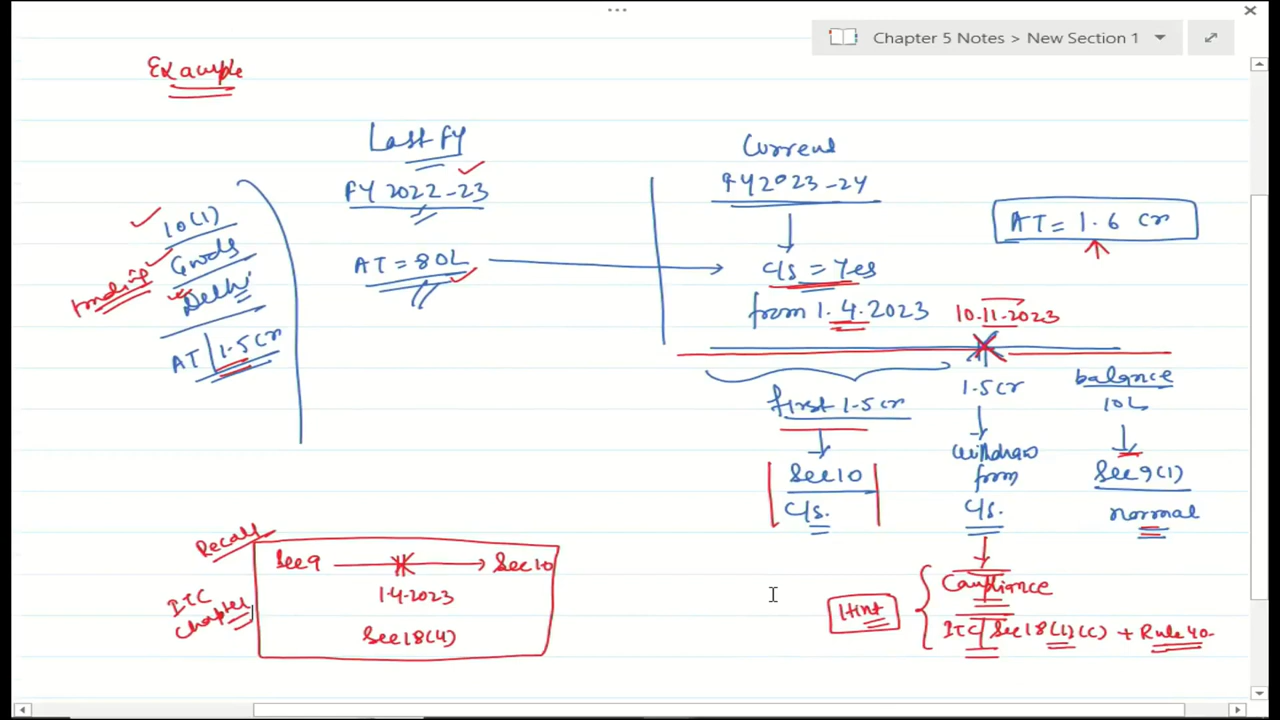 Chapter 5 Notes > New Section 1
Example
Last FY
FY 2022-23
AT = 80L
10(1)
Goods
trading
Delhi
AT 1.5 cr
Current
FY 2023-24
AT = 1.6 cr
C/S = Yes
from 1.4.2023
10.11.2023
first 1.5 cr
Sec 10
C/S.
1.5 cr
withdraw
from
C/S.
balance
10L
Sec 9(1)
normal
Recall
ITC
Chapter
Sec 9
Sec 10
1.4.2023
Sec 18(4)
Hint
Compliance
ITC Sec 18(1)(c) + Rule 40